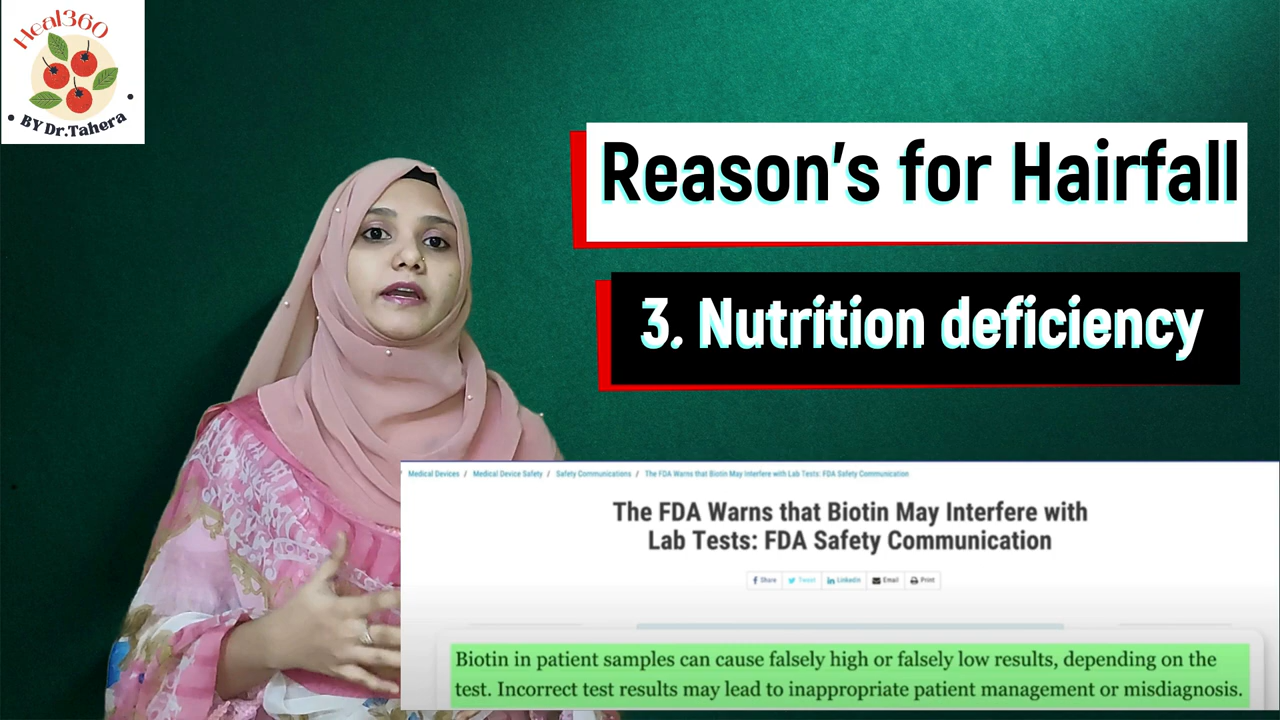 Heal360
BY Dr.Tahera
Reason's for Hairfall
3. Nutrition deficiency
Medical Devices / Medical Device Safety / Safety Communications / The FDA Warns that Biotin May Interfere with Lab Tests: FDA Safety Communication
The FDA Warns that Biotin May Interfere with
Lab Tests: FDA Safety Communication
Share Tweet Linkedin Email Print
Biotin in patient samples can cause falsely high or falsely low results, depending on the
test. Incorrect test results may lead to inappropriate patient management or misdiagnosis.